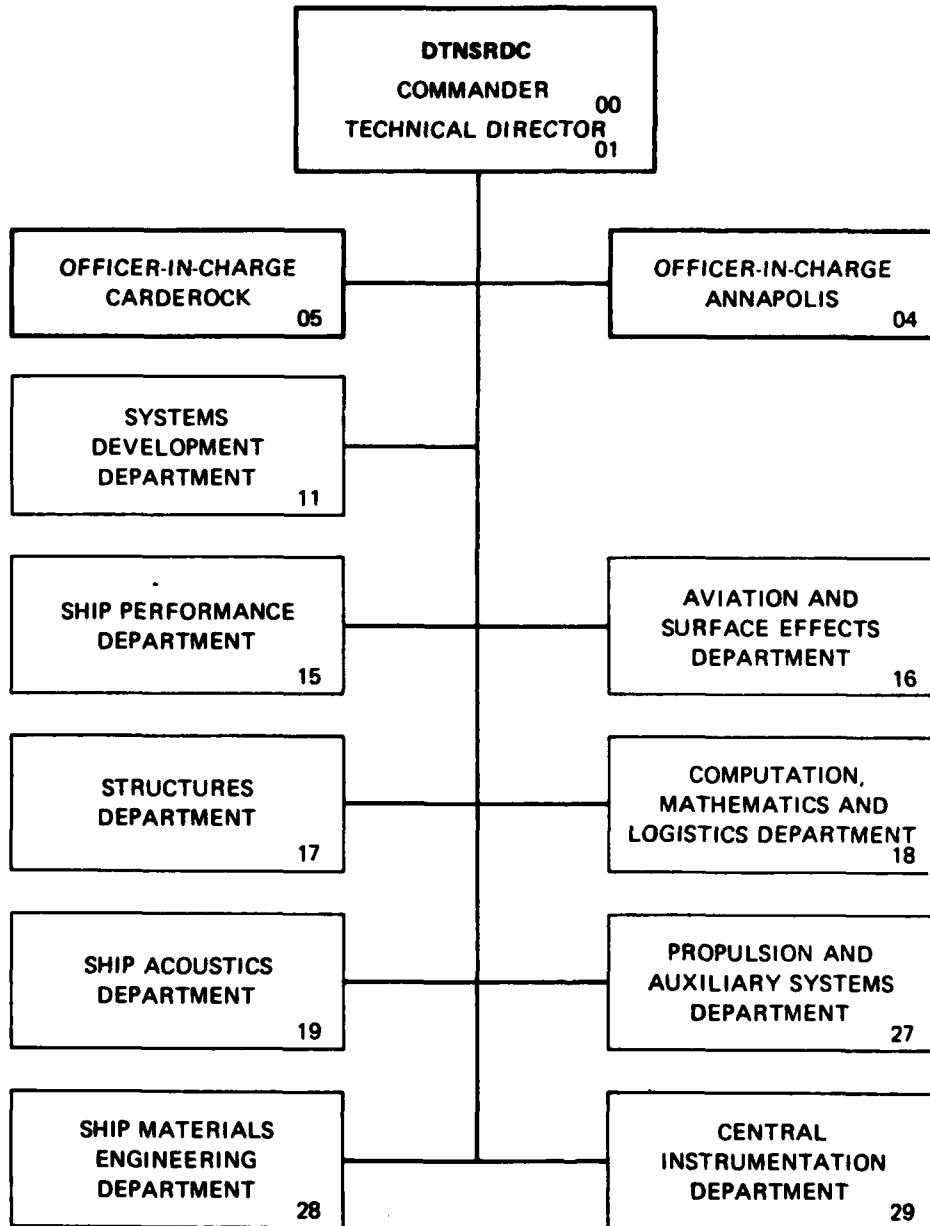 DTNSRDC
COMMANDER
00
TECHNICAL DIRECTOR
01
OFFICER-IN-CHARGE
CARDEROCK
05
OFFICER-IN-CHARGE
ANNAPOLIS
04
SYSTEMS
DEVELOPMENT
DEPARTMENT
11
SHIP PERFORMANCE
DEPARTMENT
15
AVIATION AND
SURFACE EFFECTS
DEPARTMENT
16
STRUCTURES
DEPARTMENT
17
COMPUTATION,
MATHEMATICS AND
LOGISTICS DEPARTMENT
18
SHIP ACOUSTICS
DEPARTMENT
19
PROPULSION AND
AUXILIARY SYSTEMS
DEPARTMENT
27
SHIP MATERIALS
ENGINEERING
DEPARTMENT
28
CENTRAL
INSTRUMENTATION
DEPARTMENT
29